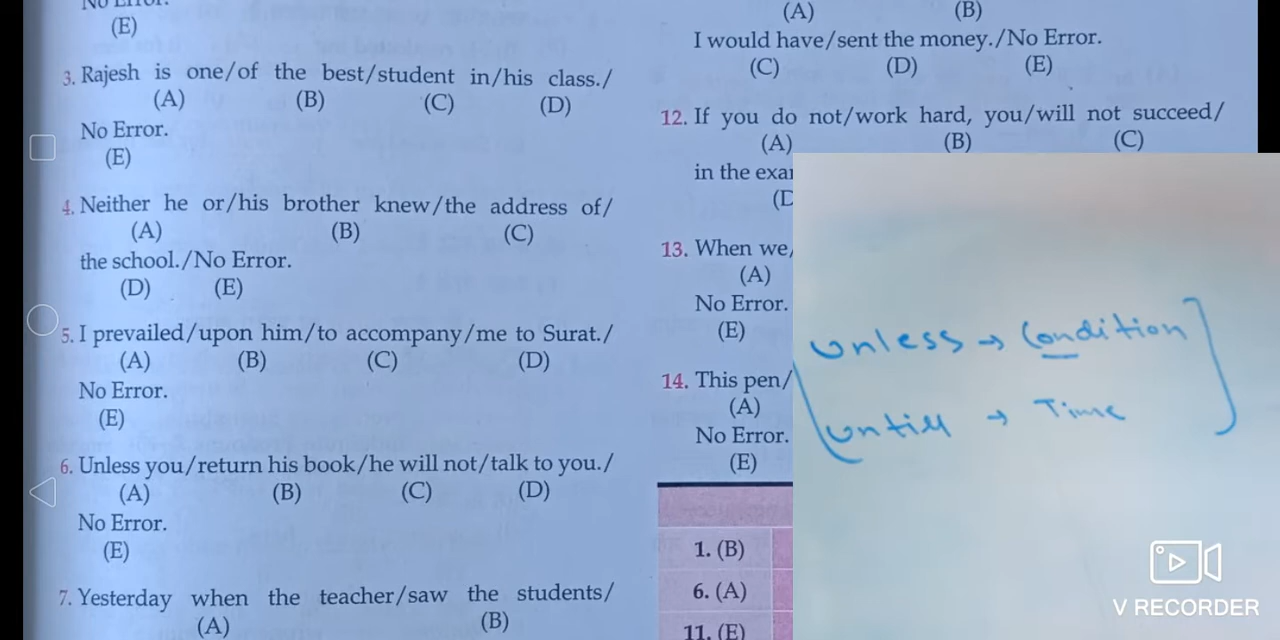 (E)
3. Rajesh is one/of the best/student in/his class./
(A) (B) (C) (D)
No Error.
(E)
4. Neither he or/his brother knew/the address of/
(A) (B) (C)
the school./No Error.
(D) (E)
5. I prevailed/upon him/to accompany/me to Surat./
(A) (B) (C) (D)
No Error.
(E)
6. Unless you/return his book/he will not/talk to you./
(A) (B) (C) (D)
No Error.
(E)
7. Yesterday when the teacher/saw the students/
(A) (B)
(A) (B)
I would have/sent the money./No Error.
(C) (D) (E)
12. If you do not/work hard, you/will not succeed/
(A) (B) (C)
in the
(D
13. When we/
(A)
No Error.
(E)
14. This pen/
(A)
No Error.
(E)
1. (B)
6. (A)
11. (E)
unless → Condition
untill → Time
V RECORDER